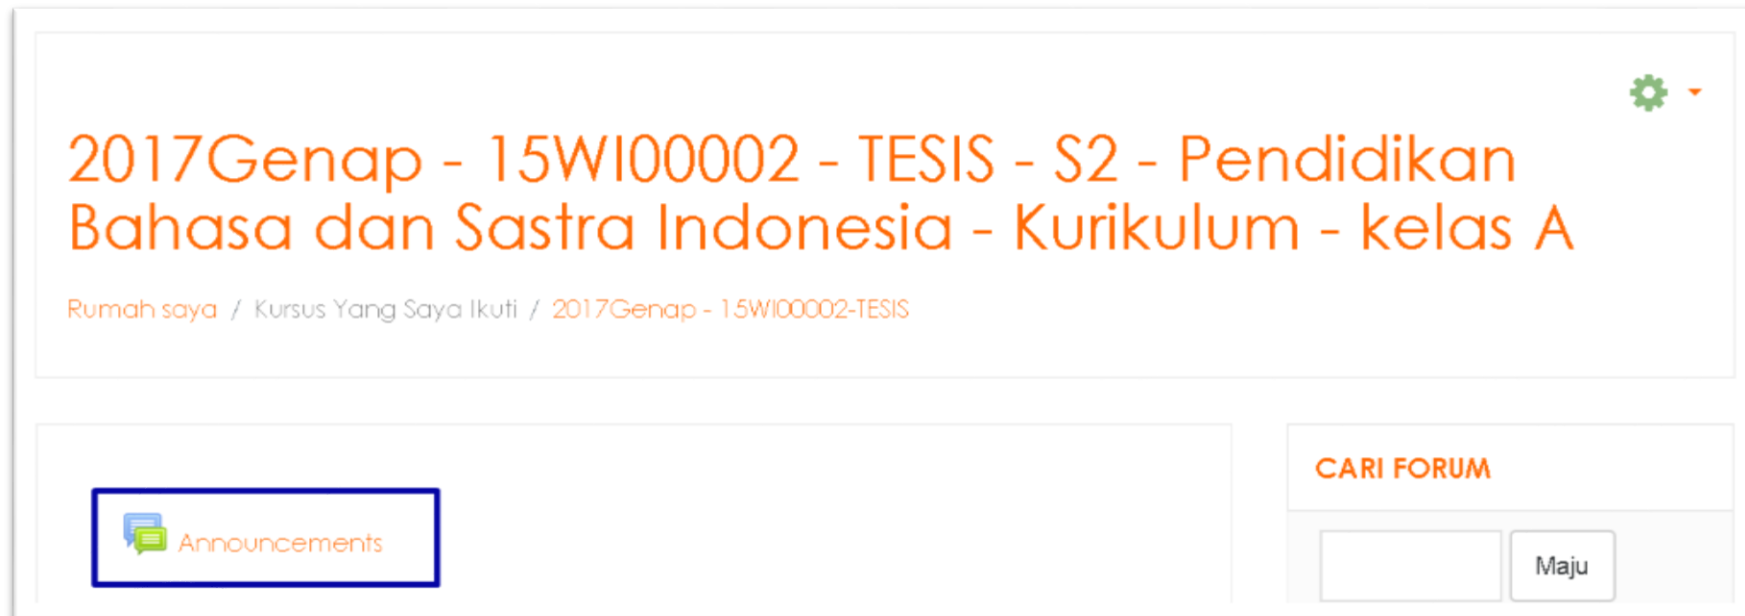 2017Genap - 15WI00002 - TESIS - S2 - Pendidikan
Bahasa dan Sastra Indonesia - Kurikulum - kelas A
Rumah saya / Kursus Yang Saya Ikuti / 2017Genap - 15WI00002-TESIS
Announcements
CARI FORUM
Maju